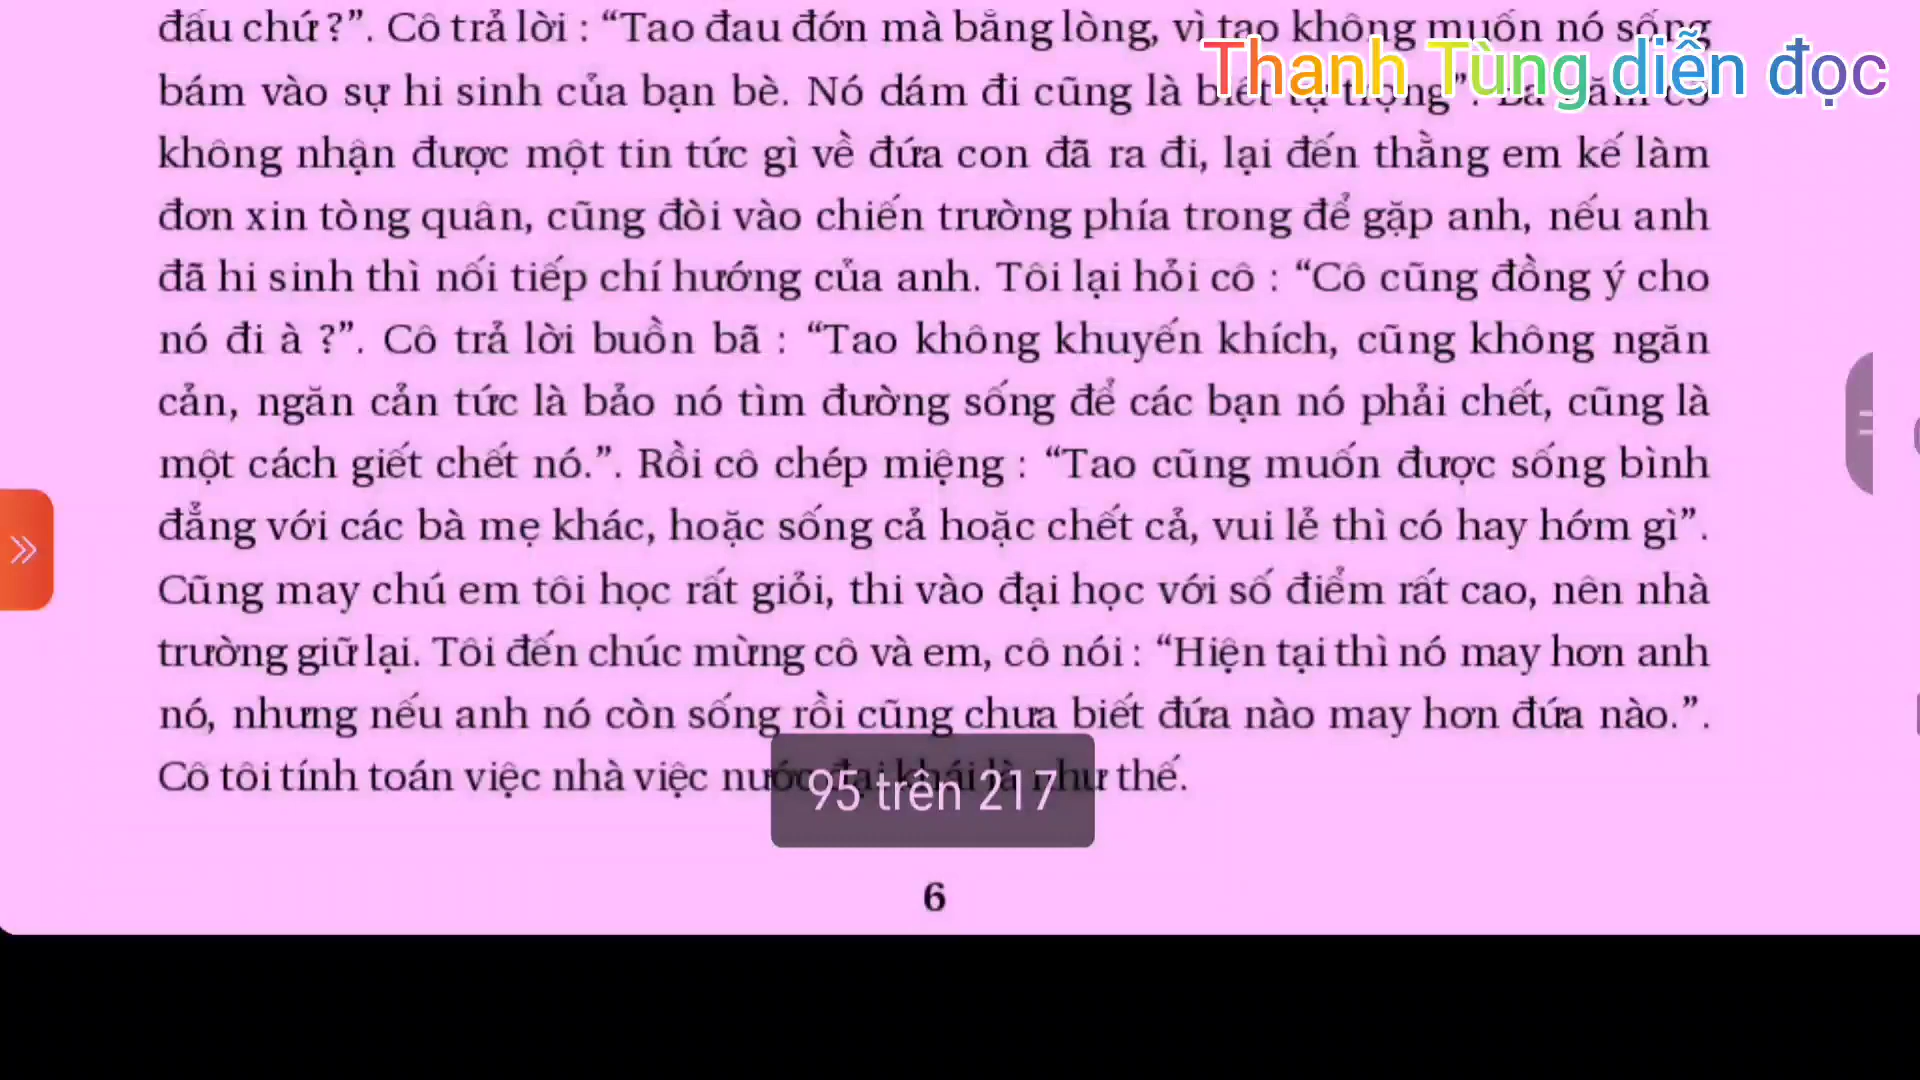 đấu chứ ?”. Cô trả lời : “Tao đau đớn mà bằng lòng, vì tao không muốn nó sống
Thanh Tùng diễn đọc
bám vào sự hi sinh của bạn bè. Nó dám đi cũng là biết tự trọng”.
không nhận được một tin tức gì về đứa con đã ra đi, lại đến thằng em kế làm
đơn xin tòng quân, cũng đòi vào chiến trường phía trong để gặp anh, nếu anh
đã hi sinh thì nối tiếp chí hướng của anh. Tôi lại hỏi cô : “Cô cũng đồng ý cho
nó đi à ?”. Cô trả lời buồn bã : “Tao không khuyến khích, cũng không ngăn
cản, ngăn cản tức là bảo nó tìm đường sống để các bạn nó phải chết, cũng là
một cách giết chết nó.”. Rồi cô chép miệng : “Tao cũng muốn được sống bình
đẳng với các bà mẹ khác, hoặc sống cả hoặc chết cả, vui lẻ thì có hay hớm gì”.
Cũng may chú em tôi học rất giỏi, thi vào đại học với số điểm rất cao, nên nhà
trường giữ lại. Tôi đến chúc mừng cô và em, cô nói : “Hiện tại thì nó may hơn anh
nó, nhưng nếu anh nó còn sống rồi cũng chưa biết đứa nào may hơn đứa nào.”.
Cô tôi tính toán việc nhà việc nước đại khái là như thế.
95 trên 217
6